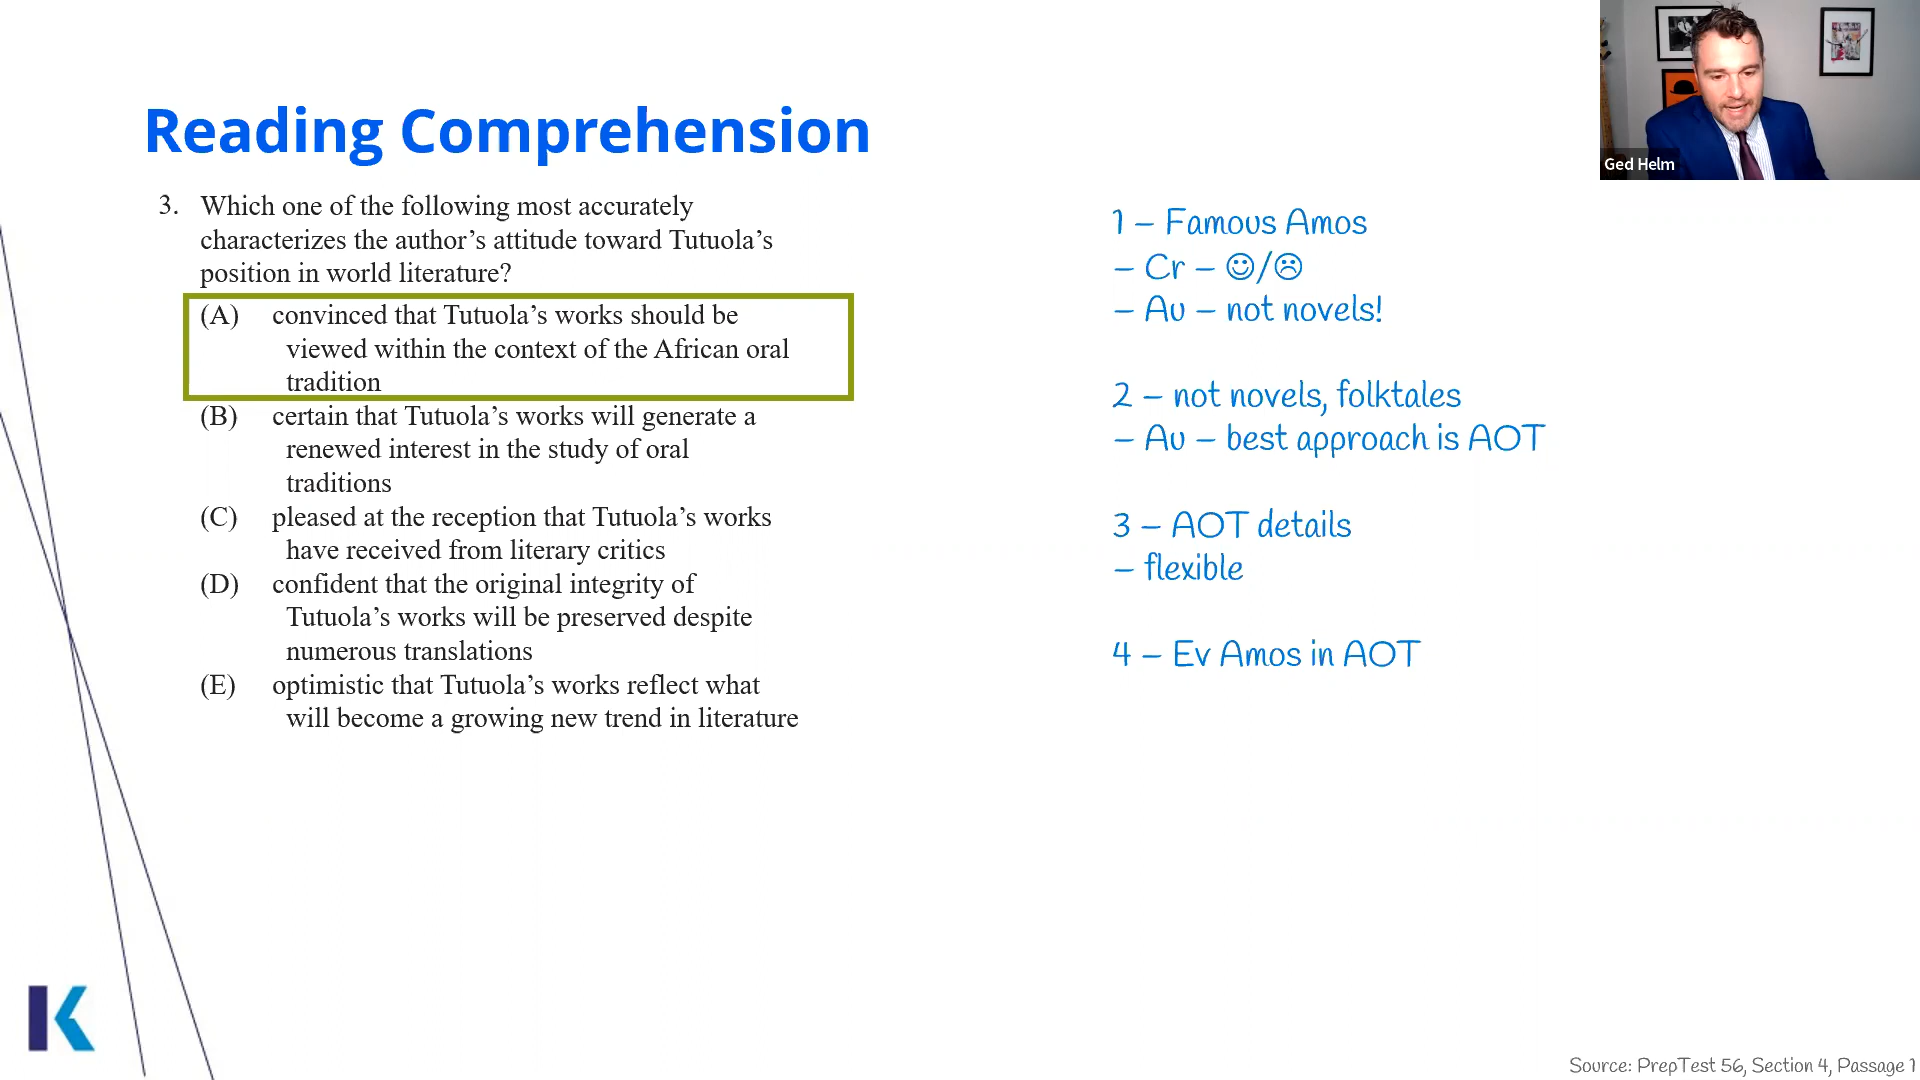 Reading Comprehension
Ged Helm
3. Which one of the following most accurately
characterizes the author’s attitude toward Tutuola’s
position in world literature?
(A) convinced that Tutuola’s works should be
viewed within the context of the African oral
tradition
(B) certain that Tutuola’s works will generate a
renewed interest in the study of oral
traditions
(C) pleased at the reception that Tutuola’s works
have received from literary critics
(D) confident that the original integrity of
Tutuola’s works will be preserved despite
numerous translations
(E) optimistic that Tutuola’s works reflect what
will become a growing new trend in literature
1 – Famous Amos
– Cr – ☺/☹
– Au – not novels!
2 – not novels, folktales
– Au – best approach is AOT
3 – AOT details
– flexible
4 – Ev Amos in AOT
K
Source: PrepTest 56, Section 4, Passage 1